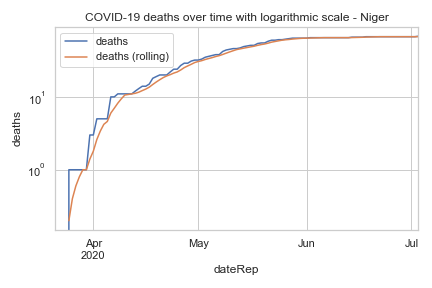 COVID-19 deaths over time with logarithmic scale - Niger
deaths
deaths (rolling)
deaths
10¹
10⁰
Apr
2020
May
Jun
Jul
dateRep